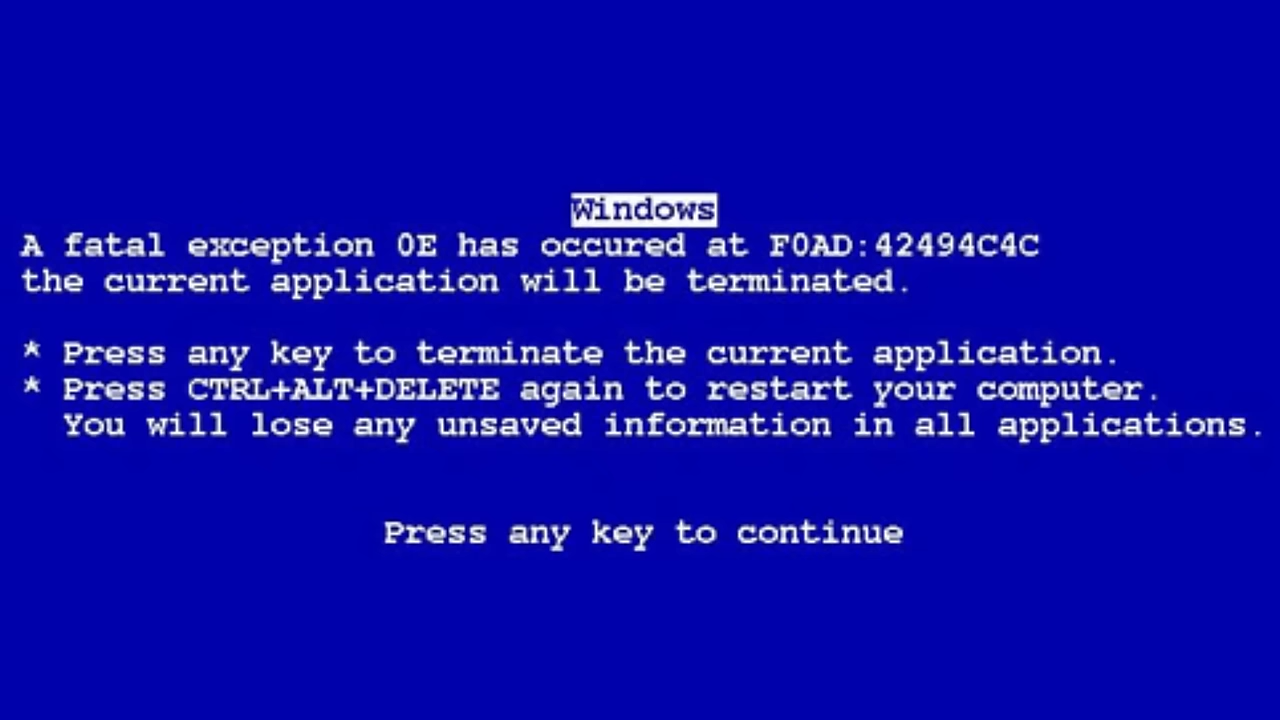 Windows
A fatal exception 0E has occured at F0AD:42494C4C
the current application will be terminated.
* Press any key to terminate the current application.
* Press CTRL+ALT+DELETE again to restart your computer.
You will lose any unsaved information in all applications.
Press any key to continue